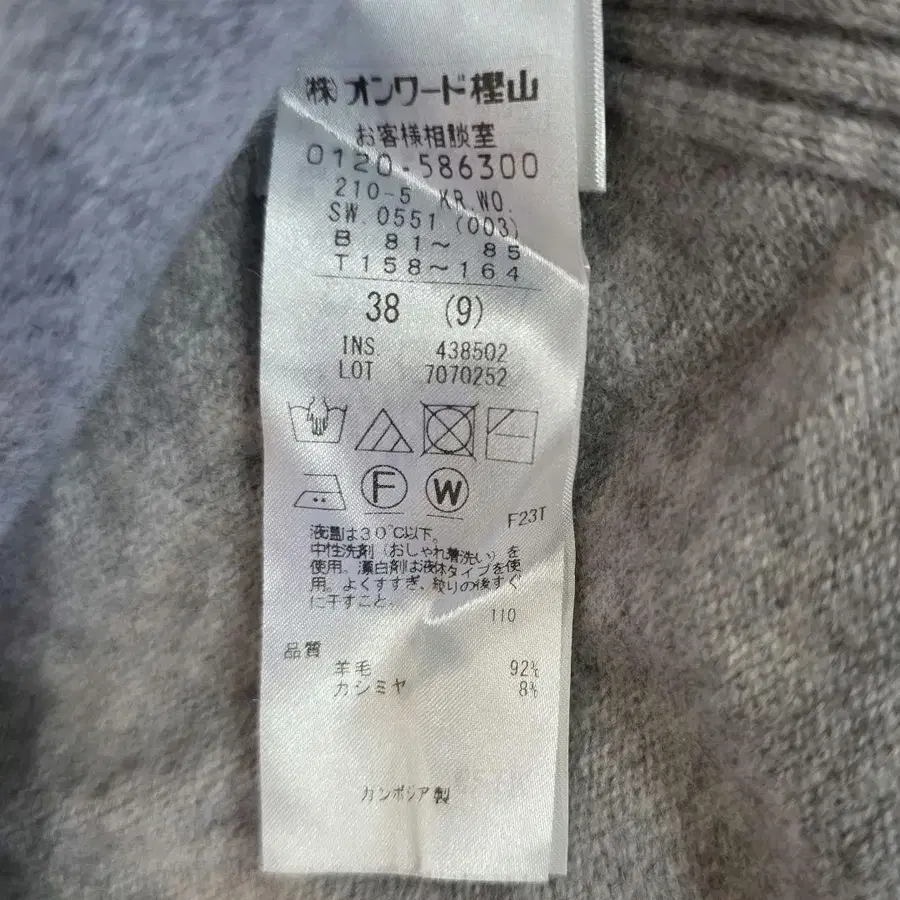 (株)オンワード樫山
お客様相談室
0120-586300
210-5 KR.WO.
SW.0551 (003)
B 81〜 85
T158〜164
38 (9)
INS. 438502
LOT 7070252
F
W
F23T
液温は30℃以下。
中性洗剤（おしゃれ着洗い）を
使用。漂白剤は液体タイプを使
用。よくすすぎ、絞りの後すぐ
に干すこと。
110
品質
羊毛 92%
カシミヤ 8%
カンボジア製